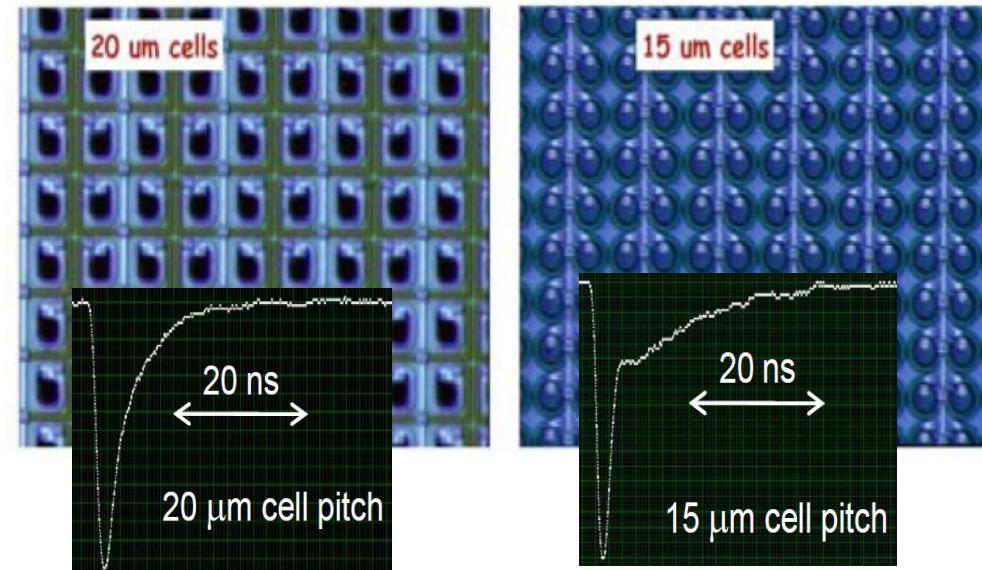 20 um cells
15 um cells
20 ns
20 μm cell pitch
20 ns
15 μm cell pitch